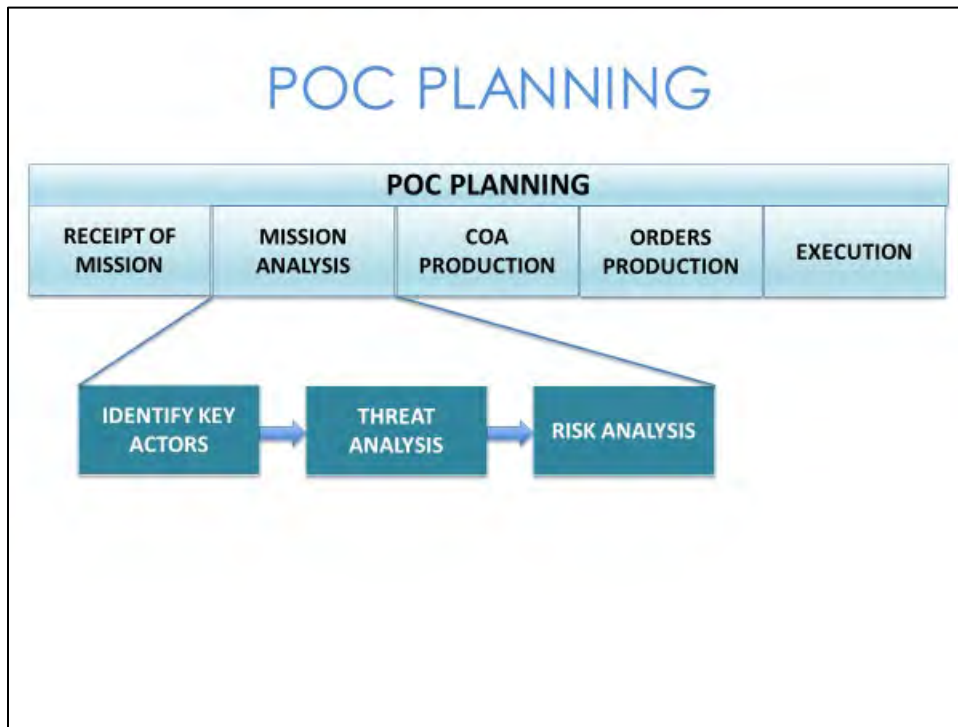 POC PLANNING
POC PLANNING
RECEIPT OF
MISSION
MISSION
ANALYSIS
COA
PRODUCTION
ORDERS
PRODUCTION
EXECUTION
IDENTIFY KEY
ACTORS
THREAT
ANALYSIS
RISK ANALYSIS